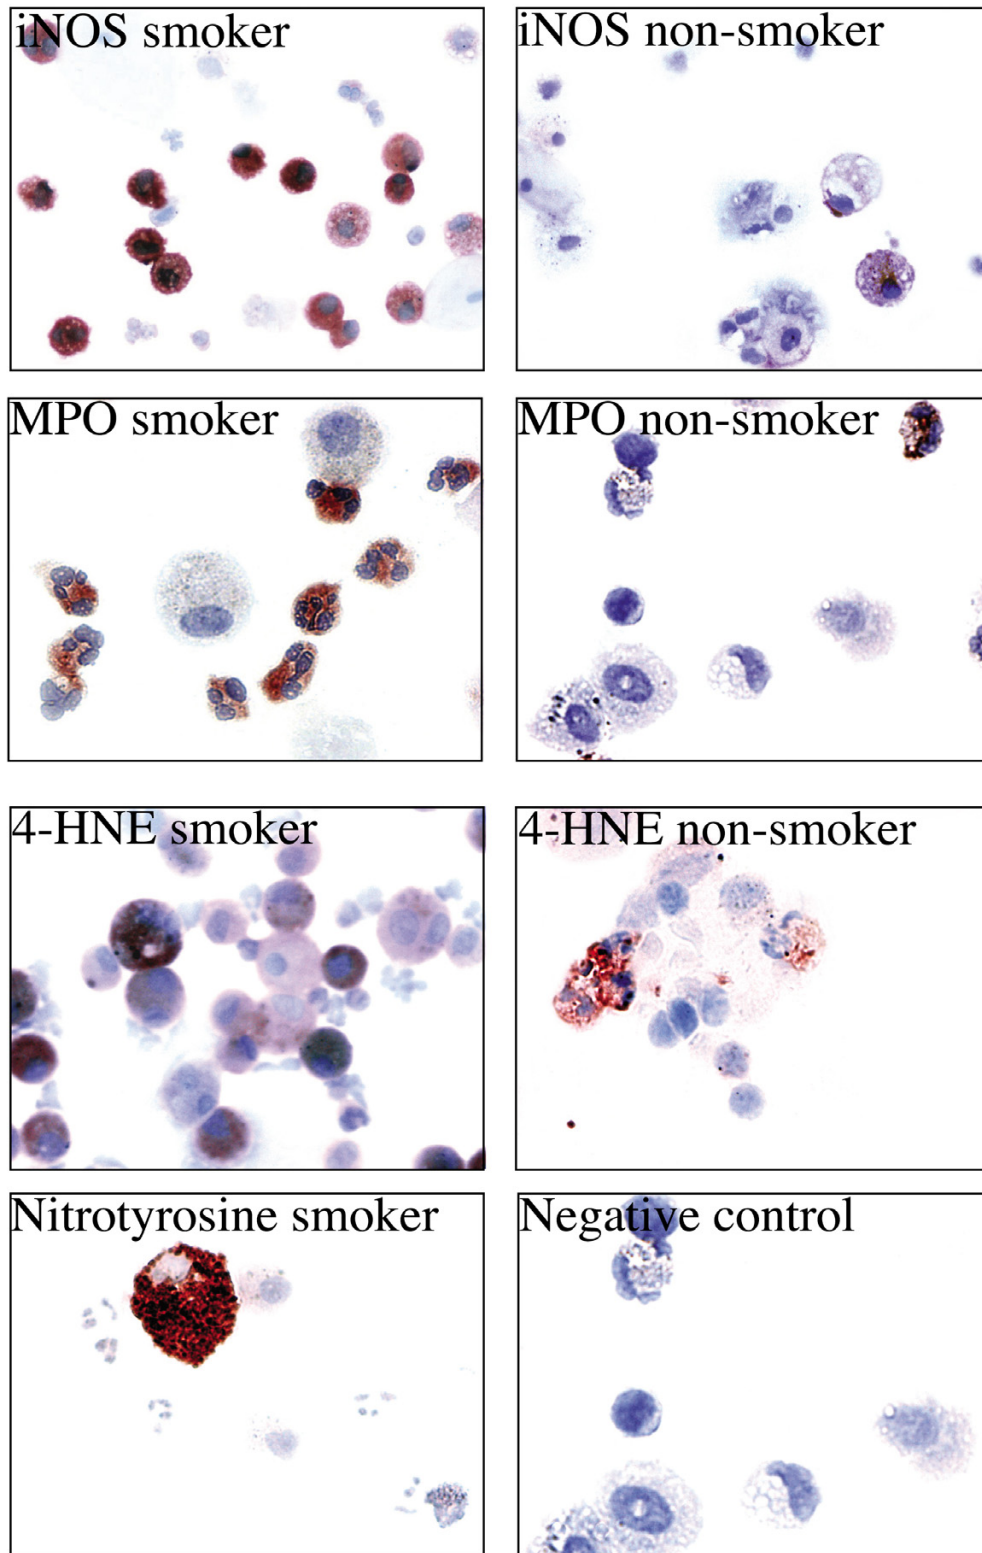 iNOS smoker
iNOS non-smoker
MPO smoker
MPO non-smoker
4-HNE smoker
4-HNE non-smoker
Nitrotyrosine smoker
Negative control